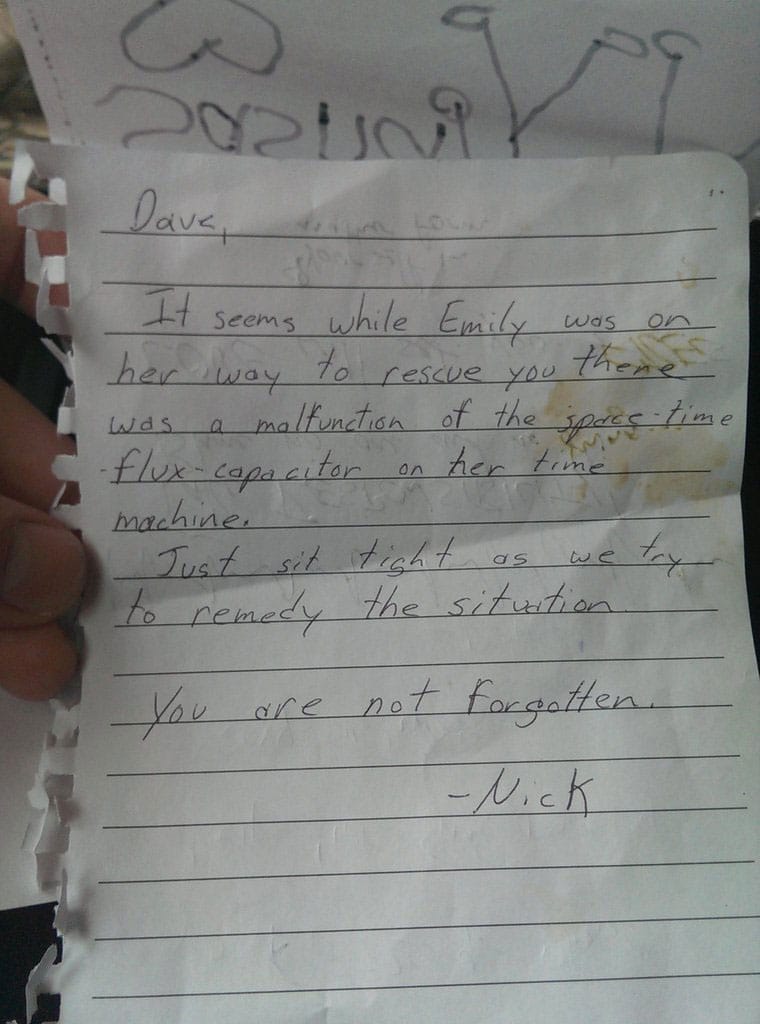 Dave,
It seems while Emily was on
her way to rescue you there
was a malfunction of the space-time
-flux-capacitor on her time
machine.
Just sit tight as we try
to remedy the situation.
You are not forgotten.
-Nick